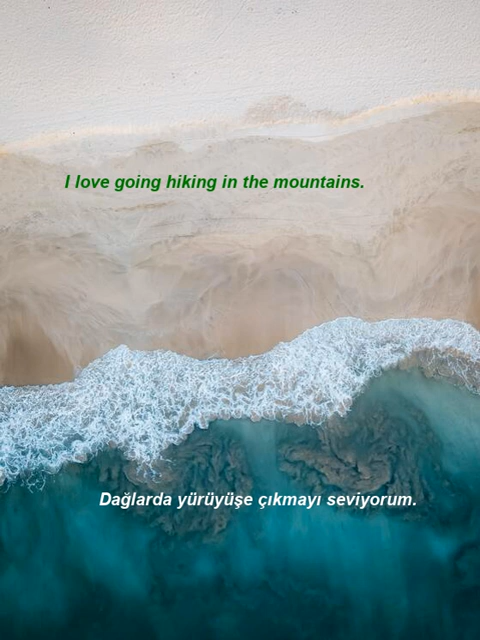 I love going hiking in the mountains.
Dağlarda yürüyüşe çıkmayı seviyorum.